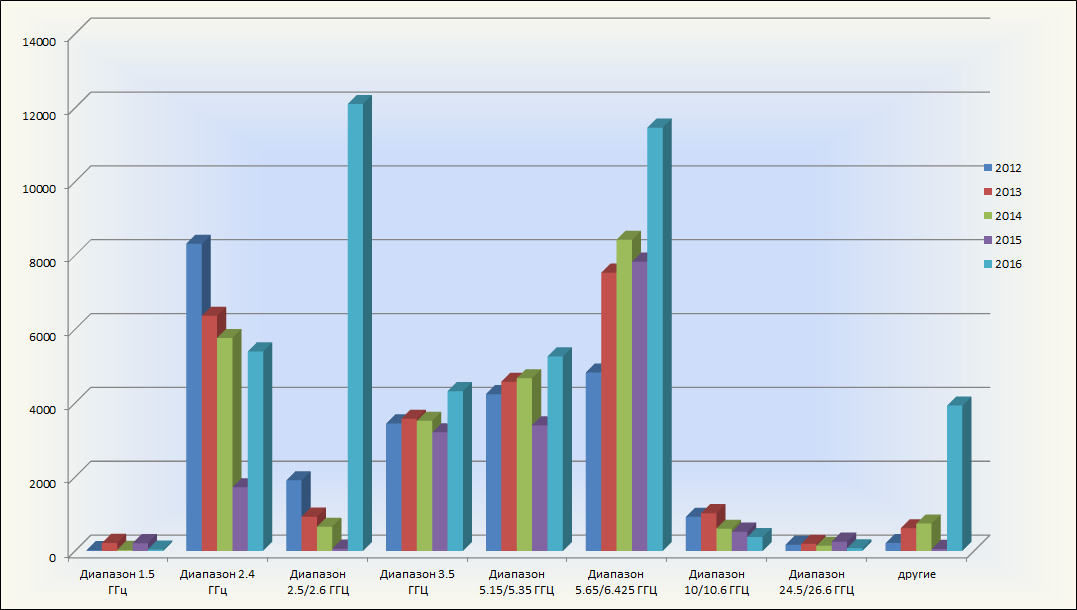 14000
12000
10000
8000
6000
4000
2000
0
2012
2013
2014
2015
2016
Диапазон 1.5
ГГц
Диапазон 2.4
ГГц
Диапазон
2.5/2.6 ГГЦ
Диапазон 3.5
ГГЦ
Диапазон
5.15/5.35 ГГЦ
Диапазон
5.65/6.425 ГГЦ
Диапазон
10/10.6 ГГЦ
Диапазон
24.5/26.6 ГГЦ
другие